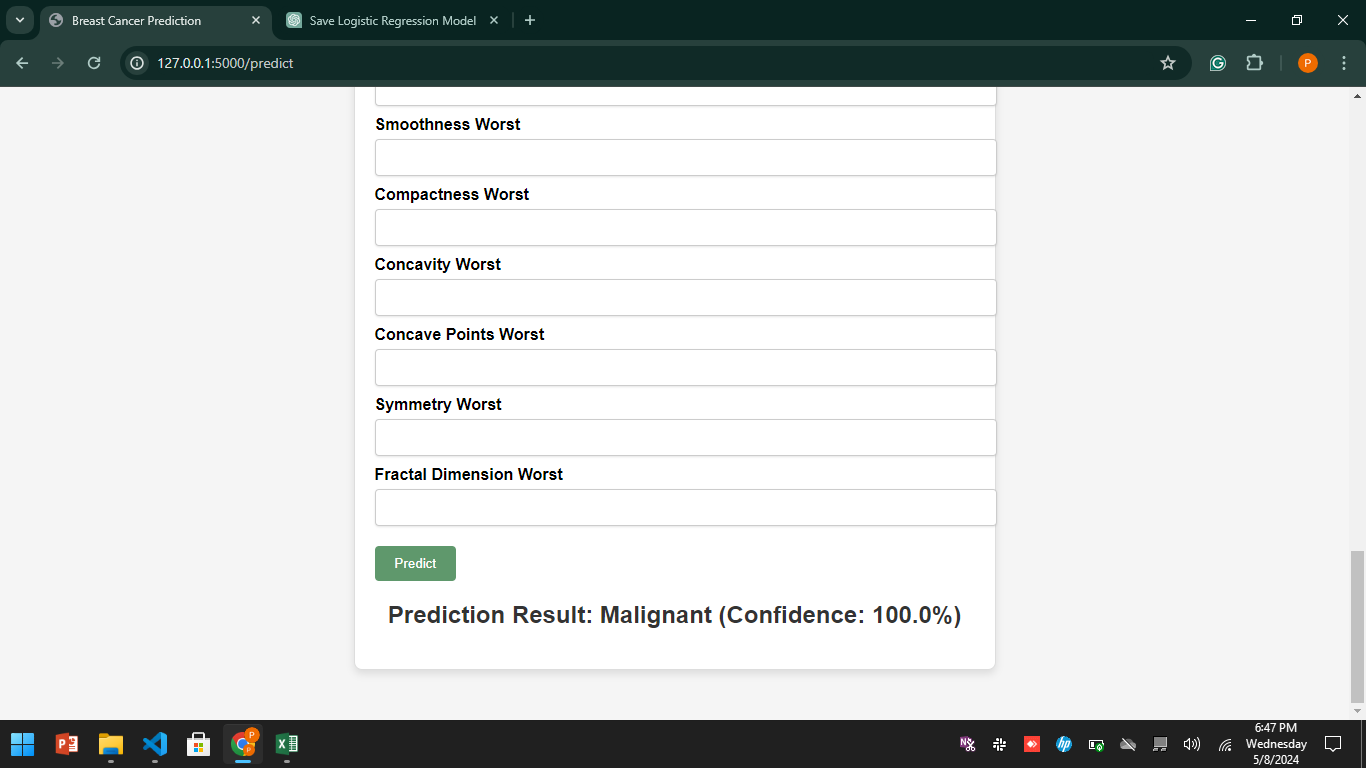 Breast Cancer Prediction
Save Logistic Regression Model
127.0.0.1:5000/predict
P
Smoothness Worst
Compactness Worst
Concavity Worst
Concave Points Worst
Symmetry Worst
Fractal Dimension Worst
Predict
Prediction Result: Malignant (Confidence: 100.0%)
6:47 PM
Wednesday
5/8/2024